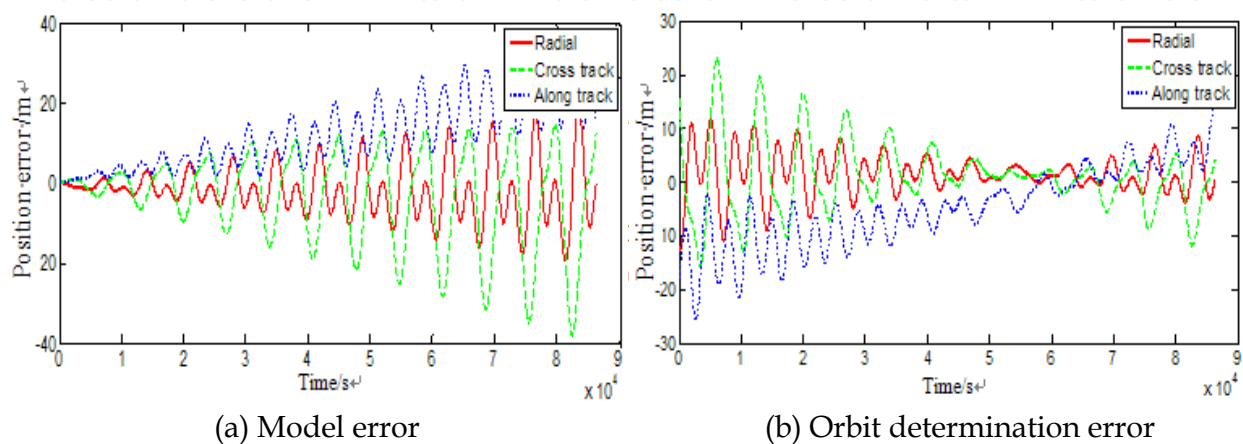 40
20
0
20
-40
Position error/m↵
0 1 2 3 4 5 6 7 8 9
Time/s↵
x 10^4
Radial
Cross track
Along track
(a) Model error
30
20
10
0
10
-20
-30
Position error/m↵
0 1 2 3 4 5 6 7 8 9
Time/s↵
x 10^4
Radial
Cross track
Along track
(b) Orbit determination error